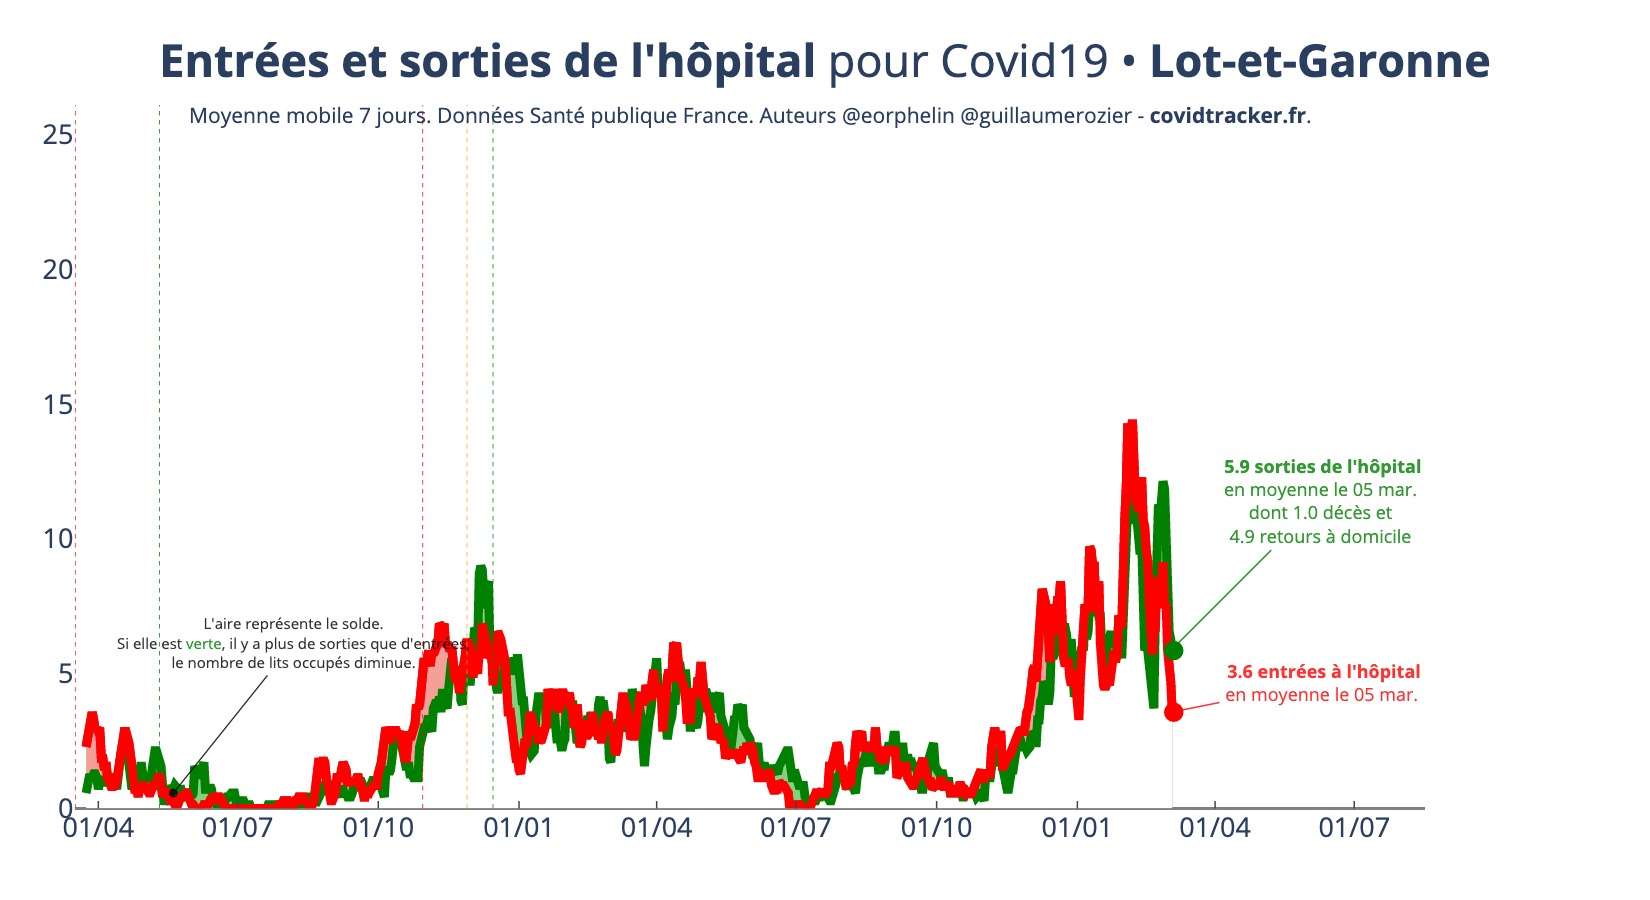 Entrées et sorties de l'hôpital pour Covid19 • Lot-et-Garonne
Moyenne mobile 7 jours. Données Santé publique France. Auteurs @eorphelin @guillaumerozier - covidtracker.fr.
25
20
15
10
5
0
5.9 sorties de l'hôpital
en moyenne le 05 mar.
dont 1.0 décès et
4.9 retours à domicile
L'aire représente le solde.
Si elle est verte, il y a plus de sorties que d'entrées,
le nombre de lits occupés diminue.
3.6 entrées à l'hôpital
en moyenne le 05 mar.
01/04 01/07 01/10 01/01 01/04 01/07 01/10 01/01 01/04 01/07